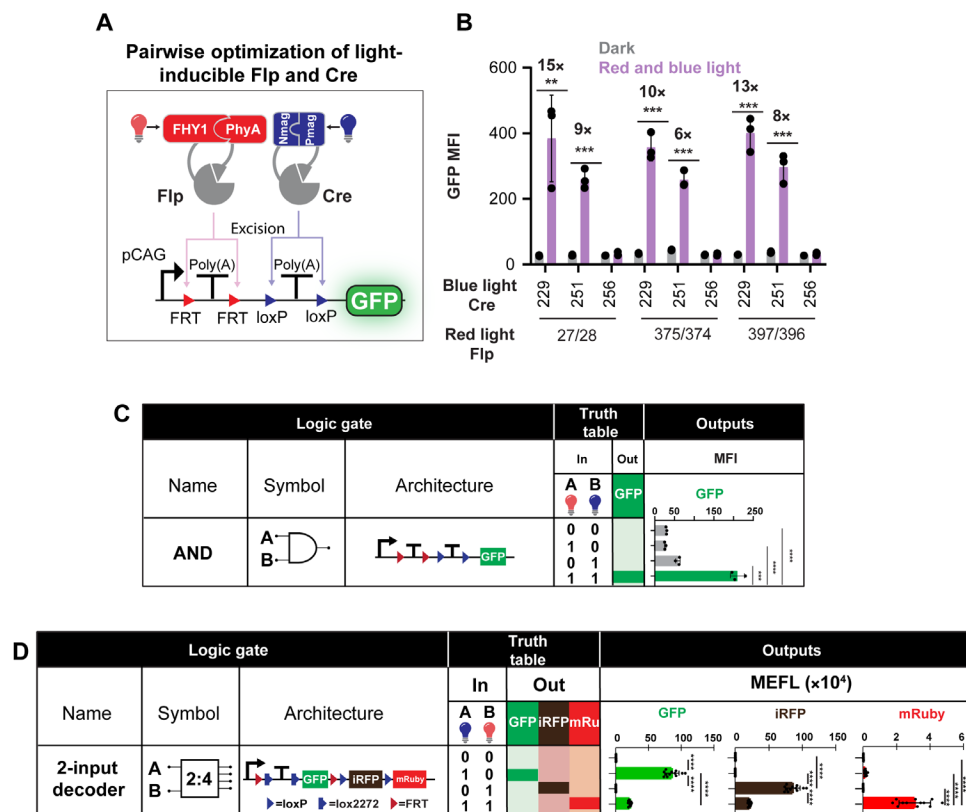 A
Pairwise optimization of light-
inducible Flp and Cre
FHY1 PhyA Nmag Pmag
Flp Cre
Excision
pCAG
Poly(A) Poly(A)
FRT FRT loxP loxP
GFP
B
Dark
Red and blue light
GFP MFI
600
400
200
0
15× 9× 10× 6× 13× 8×
** *** *** *** *** ***
Blue light
Cre
229 251 256 229 251 256 229 251 256
Red light
Flp
27/28 375/374 397/396
C
Logic gate Truth table Outputs
In Out MFI
Name Symbol Architecture A B GFP GFP
0 50 150 250
AND A B GFP
0 0
1 0
0 1
1 1
*** **** ****
D
Logic gate Truth table Outputs
In Out MEFL (×10⁴)
Name Symbol Architecture A B GFP iRFP mRu GFP iRFP mRuby
0 50 100 150 0 50 100 150 0 2 4 6
2-input
decoder
A B 2:4
GFP iRFP mRuby
=loxP =lox2272 =FRT
0 0
1 0
0 1
1 1